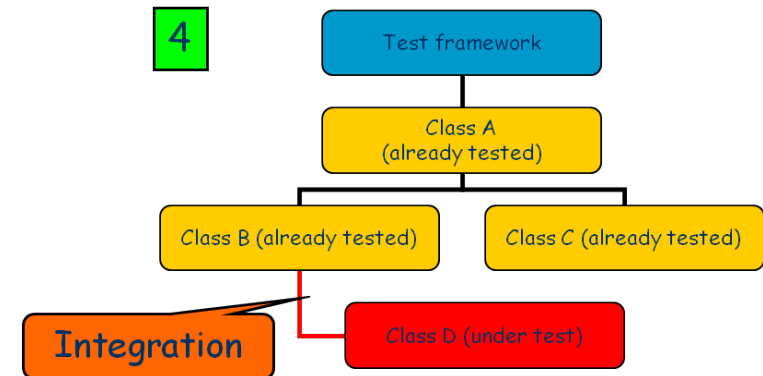 4
Test framework
Class A
(already tested)
Class B (already tested)
Class C (already tested)
Integration
Class D (under test)